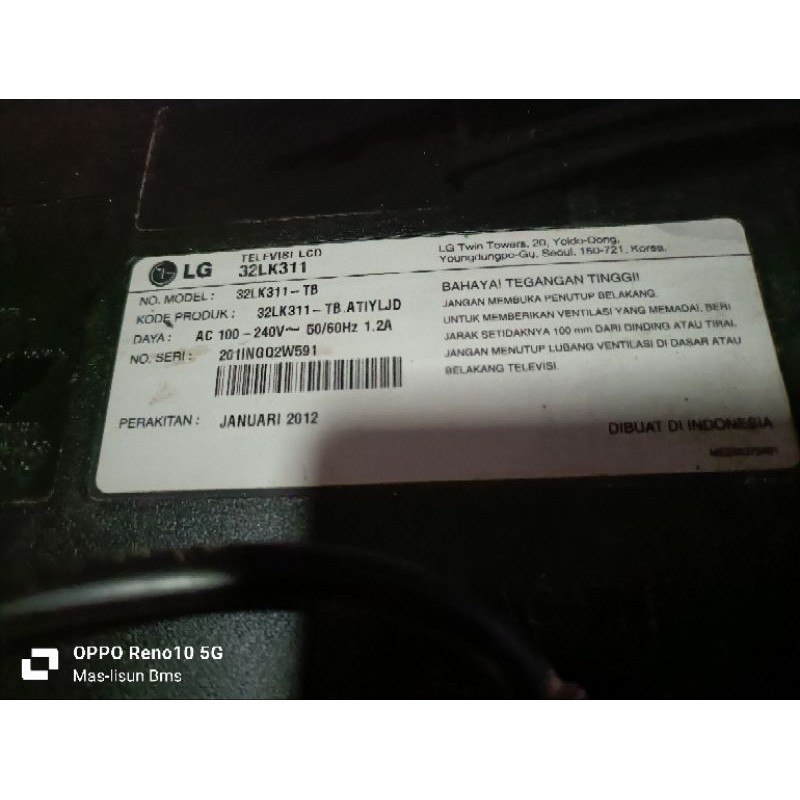 LG
TELEVISI LCD
32LK311
LG Twin Towers, 20, Yoido-Dong,
Youngdungpo-Gu, Seoul, 150-721, Korea.
NO. MODEL : 32LK311-TB
KODE PRODUK : 32LK311-TB.ATIYLJD
DAYA : AC 100-240V~ 50/60Hz 1.2A
NO. SERI : 201INGD2W591
PERAKITAN : JANUARI 2012
BAHAYA! TEGANGAN TINGGI!
JANGAN MEMBUKA PENUTUP BELAKANG.
UNTUK MEMBERIKAN VENTILASI YANG MEMADAI, BERI
JARAK SETIDAKNYA 100 mm DARI DINDING ATAU TIRAI.
JANGAN MENUTUP LUBANG VENTILASI DI DASAR ATAU
BELAKANG TELEVISI.
DIBUAT DI INDONESIA
OPPO Reno10 5G
Mas-lisun Bms